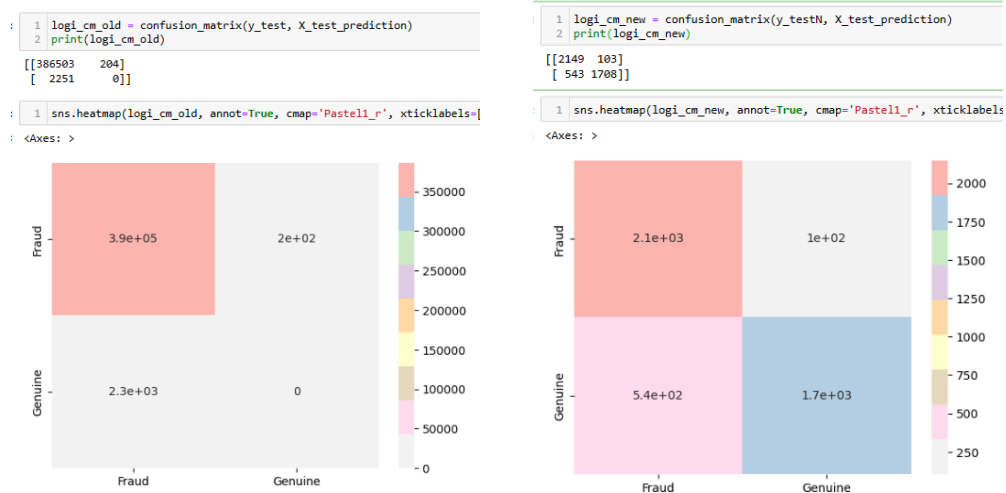 : 1 logi_cm_old = confusion_matrix(y_test, X_test_prediction)
2 print(logi_cm_old)
[[386503 204]
[ 2251 0]]
: 1 sns.heatmap(logi_cm_old, annot=True, cmap='Pastel1_r', xticklabels=[
: <Axes: >
Fraud
Genuine
3.9e+05 2e+02
2.3e+03 0
Fraud Genuine
350000
300000
250000
200000
150000
100000
50000
0
: 1 logi_cm_new = confusion_matrix(y_testN, X_test_prediction)
2 print(logi_cm_new)
[[2149 103]
[ 543 1708]]
: 1 sns.heatmap(logi_cm_new, annot=True, cmap='Pastel1_r', xticklabels
: <Axes: >
Fraud
Genuine
2.1e+03 1e+02
5.4e+02 1.7e+03
Fraud Genuine
2000
1750
1500
1250
1000
750
500
250